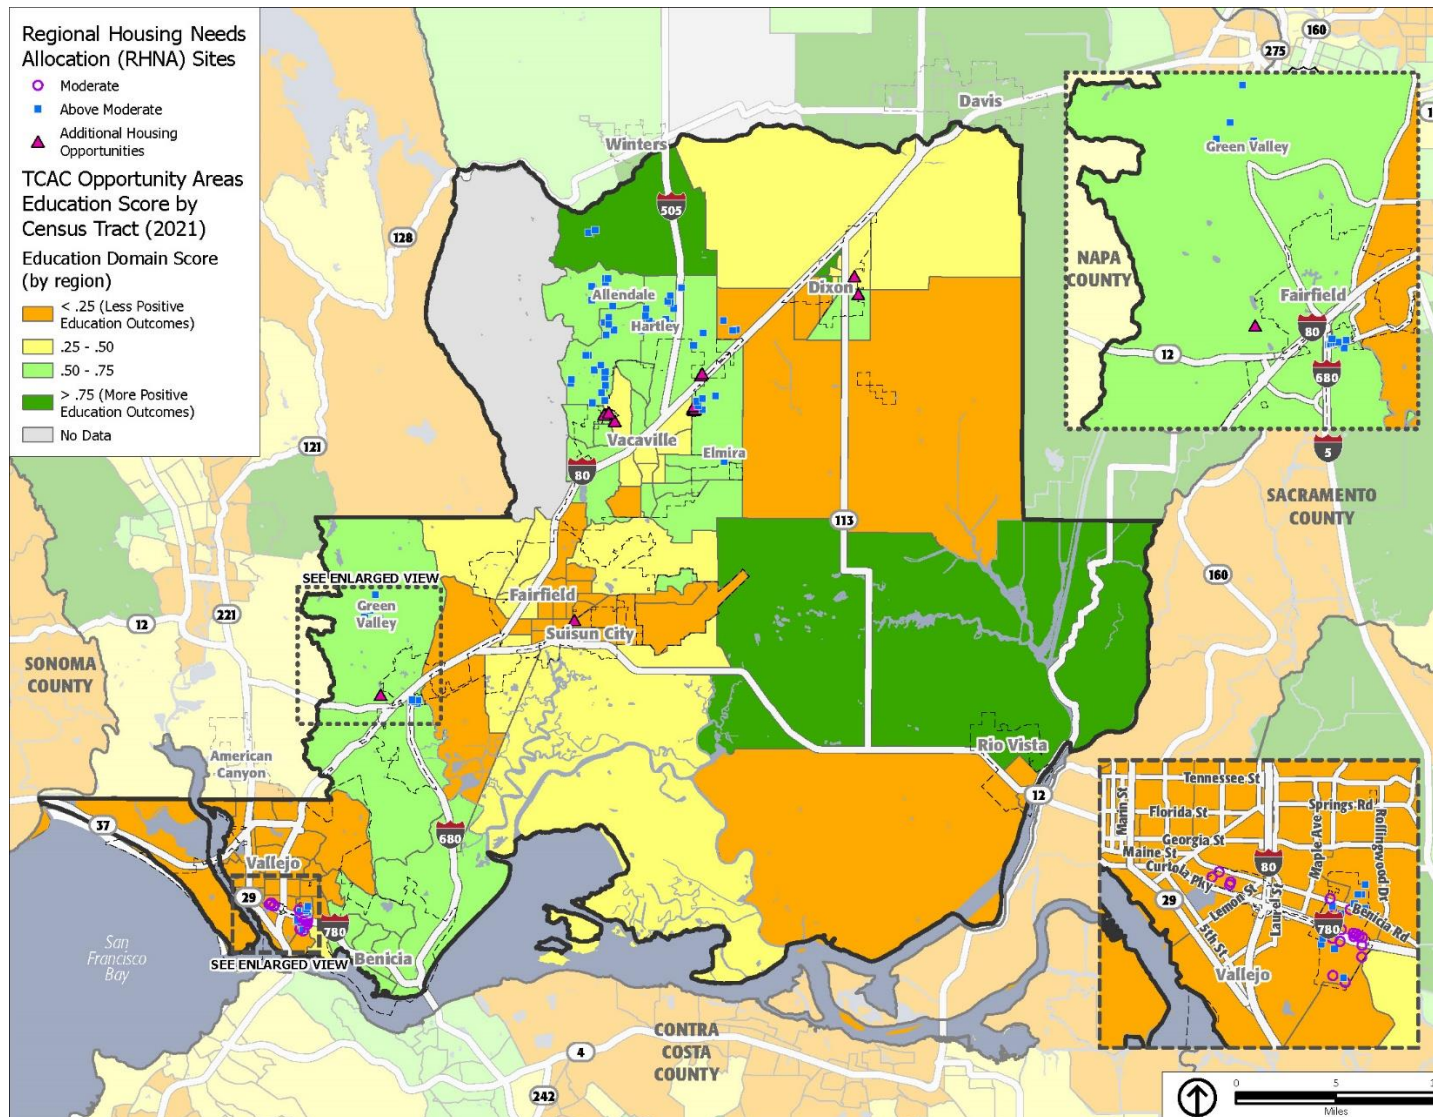 Regional Housing Needs
Allocation (RHNA) Sites
Moderate
Above Moderate
Additional Housing
Opportunities
TCAC Opportunity Areas
Education Score by
Census Tract (2021)
Education Domain Score
(by region)
< .25 (Less Positive
Education Outcomes)
.25 - .50
.50 - .75
> .75 (More Positive
Education Outcomes)
No Data
160
275
Davis
Winters
505
128
Green Valley
NAPA
COUNTY
Fairfield
80
12
680
Allendale
Hartley
Dixon
121
Vacaville
Elmira
80
5
SACRAMENTO
COUNTY
113
SEE ENLARGED VIEW
Green
Valley
Fairfield
Suisun City
160
221
12
SONOMA
COUNTY
American
Canyon
Rio Vista
12
37
680
Vallejo
29
780
San
Francisco
Bay
SEE ENLARGED VIEW
Benicia
Tennessee St
Marin St
Florida St
Springs Rd
Georgia St
Maple Ave
Rollingwood Dr
Maine St
Curtola PKy
80
29
Lemon St
Laurel St
Benicia Rd
5th St
780
Vallejo
CONTRA
COSTA
COUNTY
4
242
0
5
Miles